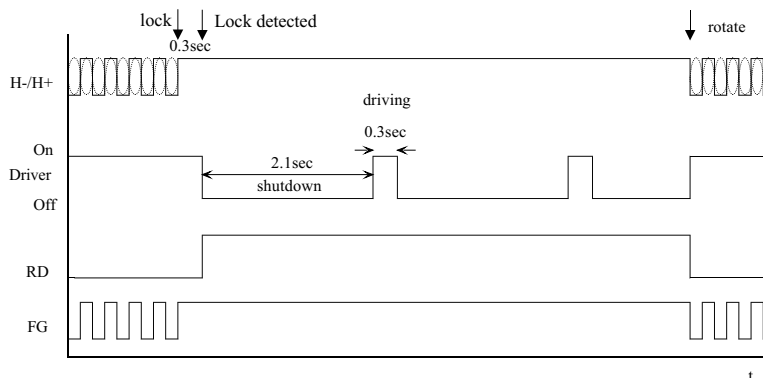 lock
Lock detected
rotate
0.3sec
H-/H+
driving
0.3sec
On
2.1sec
Driver
shutdown
Off
RD
FG
t